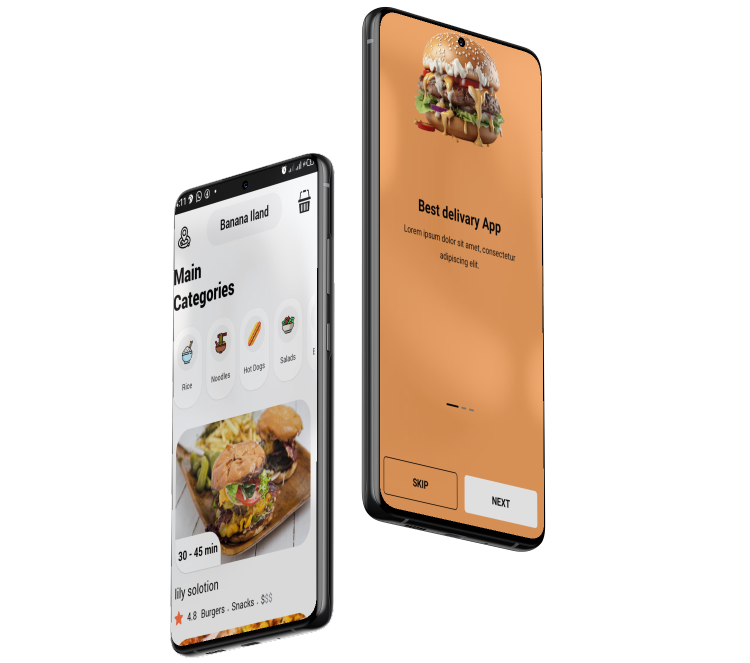 :11
Banana Iland
Main
Categories
Rice
Noodles
Hot Dogs
Salads
30 - 45 min
lily solotion
4.8 Burgers . Snacks . $$$
Best delivary App
Lorem ipsum dolor sit amet, consectetur
adipiscing elit.
SKIP
NEXT